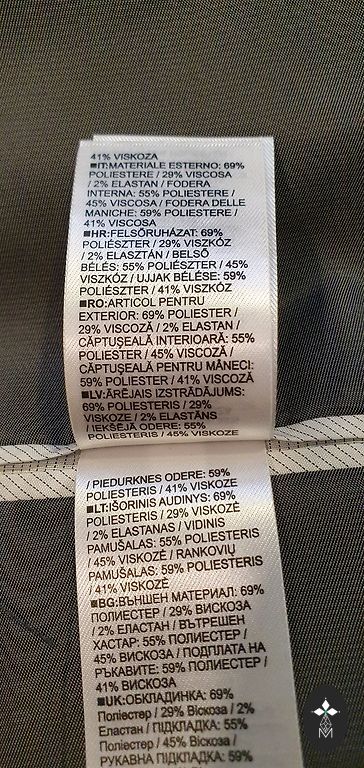 41% VISKOZA
■IT:MATERIALE ESTERNO: 69%
POLIESTERE / 29% VISCOSA
/ 2% ELASTAN / FODERA
INTERNA: 55% POLIESTERE /
45% VISCOSA / FODERA DELLE
MANICHE: 59% POLIESTERE /
41% VISCOSA
■HR:FELSŐRUHÁZAT: 69%
POLIÉSZTER / 29% VISZKÓZ
/ 2% ELASZTÁN / BELSŐ
BÉLÉS: 55% POLIÉSZTER / 45%
VISZKÓZ / UJJAK BÉLÉSE: 59%
POLIÉSZTER / 41% VISZKÓZ
■RO:ARTICOL PENTRU
EXTERIOR: 69% POLIESTER /
29% VISCOZĂ / 2% ELASTAN /
CĂPTUȘEALĂ INTERIOARĂ: 55%
POLIESTER / 45% VISCOZĂ /
CĂPTUȘEALĂ PENTRU MÂNECI:
59% POLIESTER / 41% VISCOZĂ
■LV:ĀRĒJAIS IZSTRĀDĀJUMS:
69% POLIESTERIS / 29%
VISKOZE / 2% ELASTĀNS
/ IEKŠĒJĀ ODERE: 55%
POLIESTERIS / 45% VISKOZE
/ PIEDURKNES ODERE: 59%
POLIESTERIS / 41% VISKOZE
■LT:IŠORINIS AUDINYS: 69%
POLIESTERIS / 29% VISKOZĖ
/ 2% ELASTANAS / VIDINIS
PAMUŠALAS: 55% POLIESTERIS
/ 45% VISKOZĖ / RANKOVIŲ
PAMUŠALAS: 59% POLIESTERIS
/ 41% VISKOZĖ
■BG:ВЪНШЕН МАТЕРИАЛ: 69%
ПОЛИЕСТЕР / 29% ВИСКОЗА
/ 2% ЕЛАСТАН / ВЪТРЕШЕН
ХАСТАР: 55% ПОЛИЕСТЕР /
45% ВИСКОЗА / ПОДПЛАТА НА
РЪКАВИТЕ: 59% ПОЛИЕСТЕР /
41% ВИСКОЗА
■UK:ОБКЛАДИНКА: 69%
Поліестер / 29% Віскоза / 2%
Еластан / ПІДКЛАДКА: 55%
Поліестер / 45% Віскоза /
РУКАВНА ПІДКЛАДКА: 59%
M